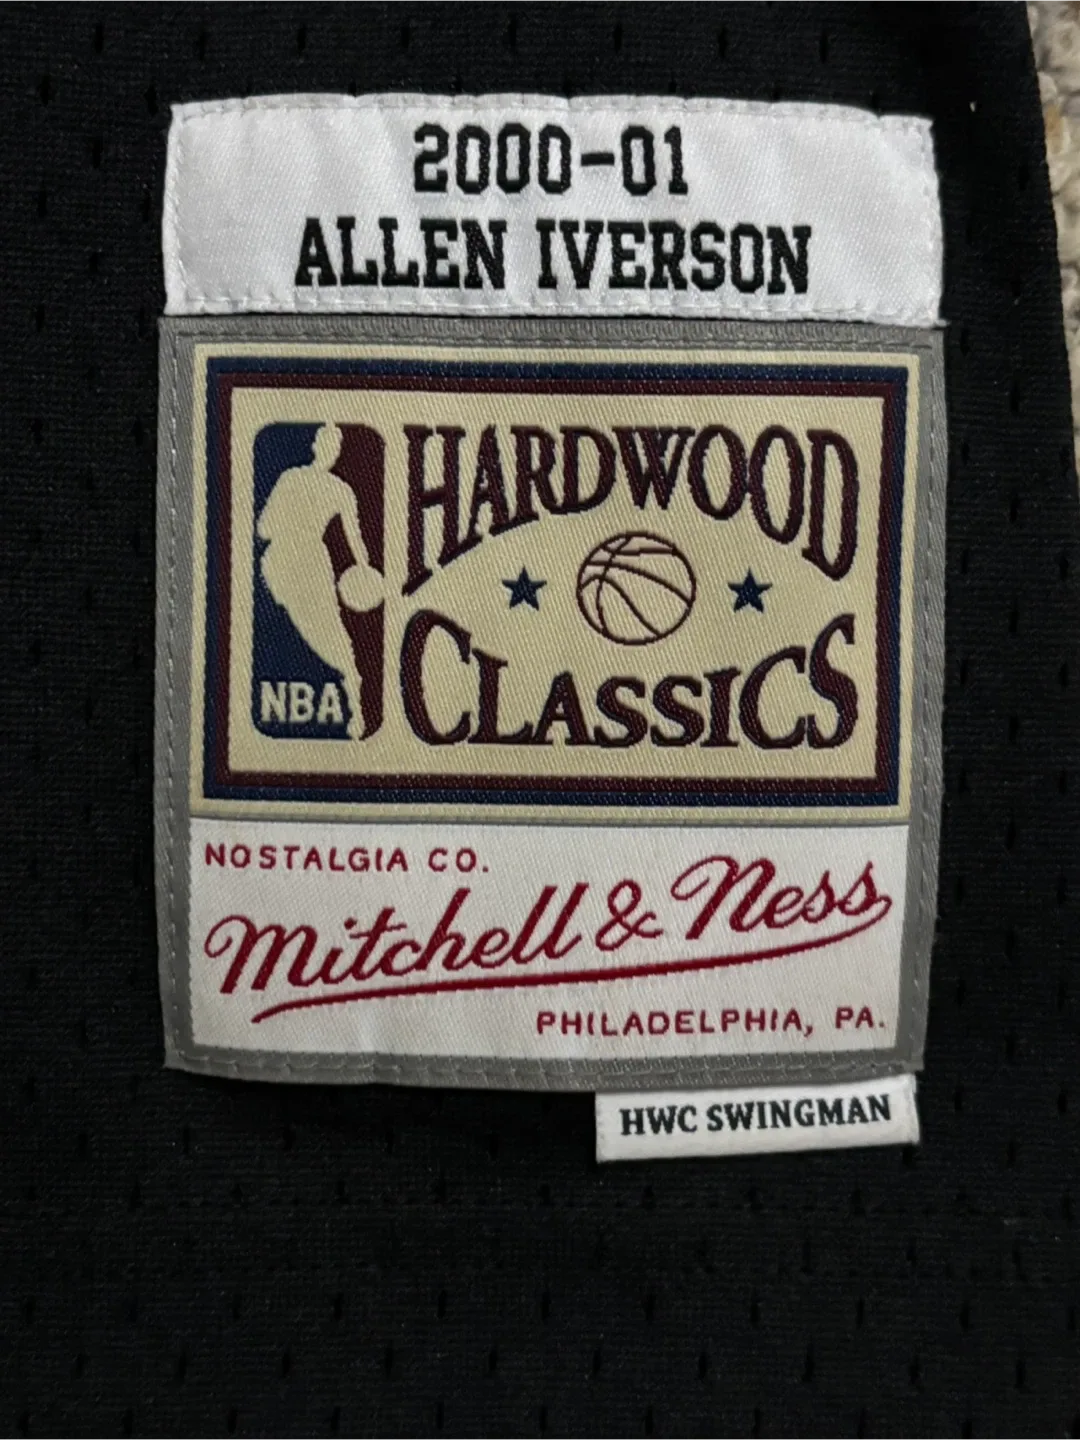 2000-01
ALLEN IVERSON
HARDWOOD
CLASSICS
NBA
NOSTALGIA CO.
Mitchell & Ness
PHILADELPHIA, PA.
HWC SWINGMAN